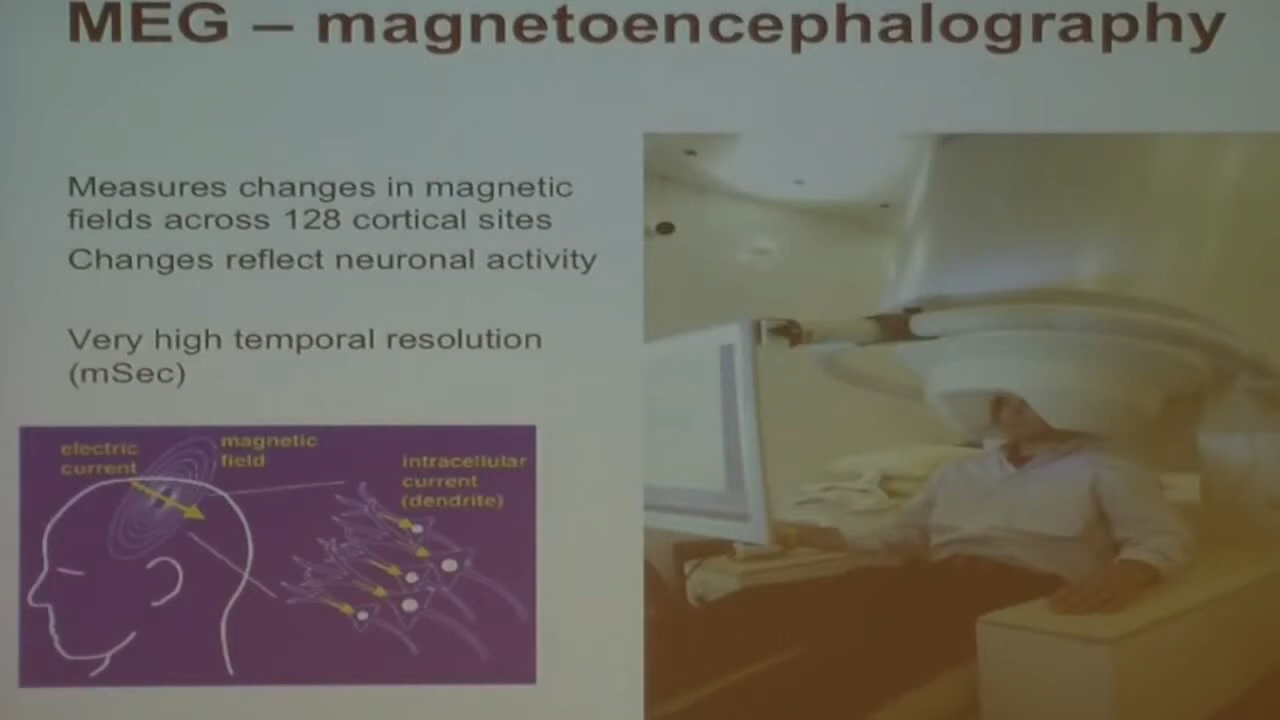 MEG – magnetoencephalography
Measures changes in magnetic
fields across 128 cortical sites
Changes reflect neuronal activity
Very high temporal resolution
(mSec)
electric
current
magnetic
field
intracellular
current
(dendrite)